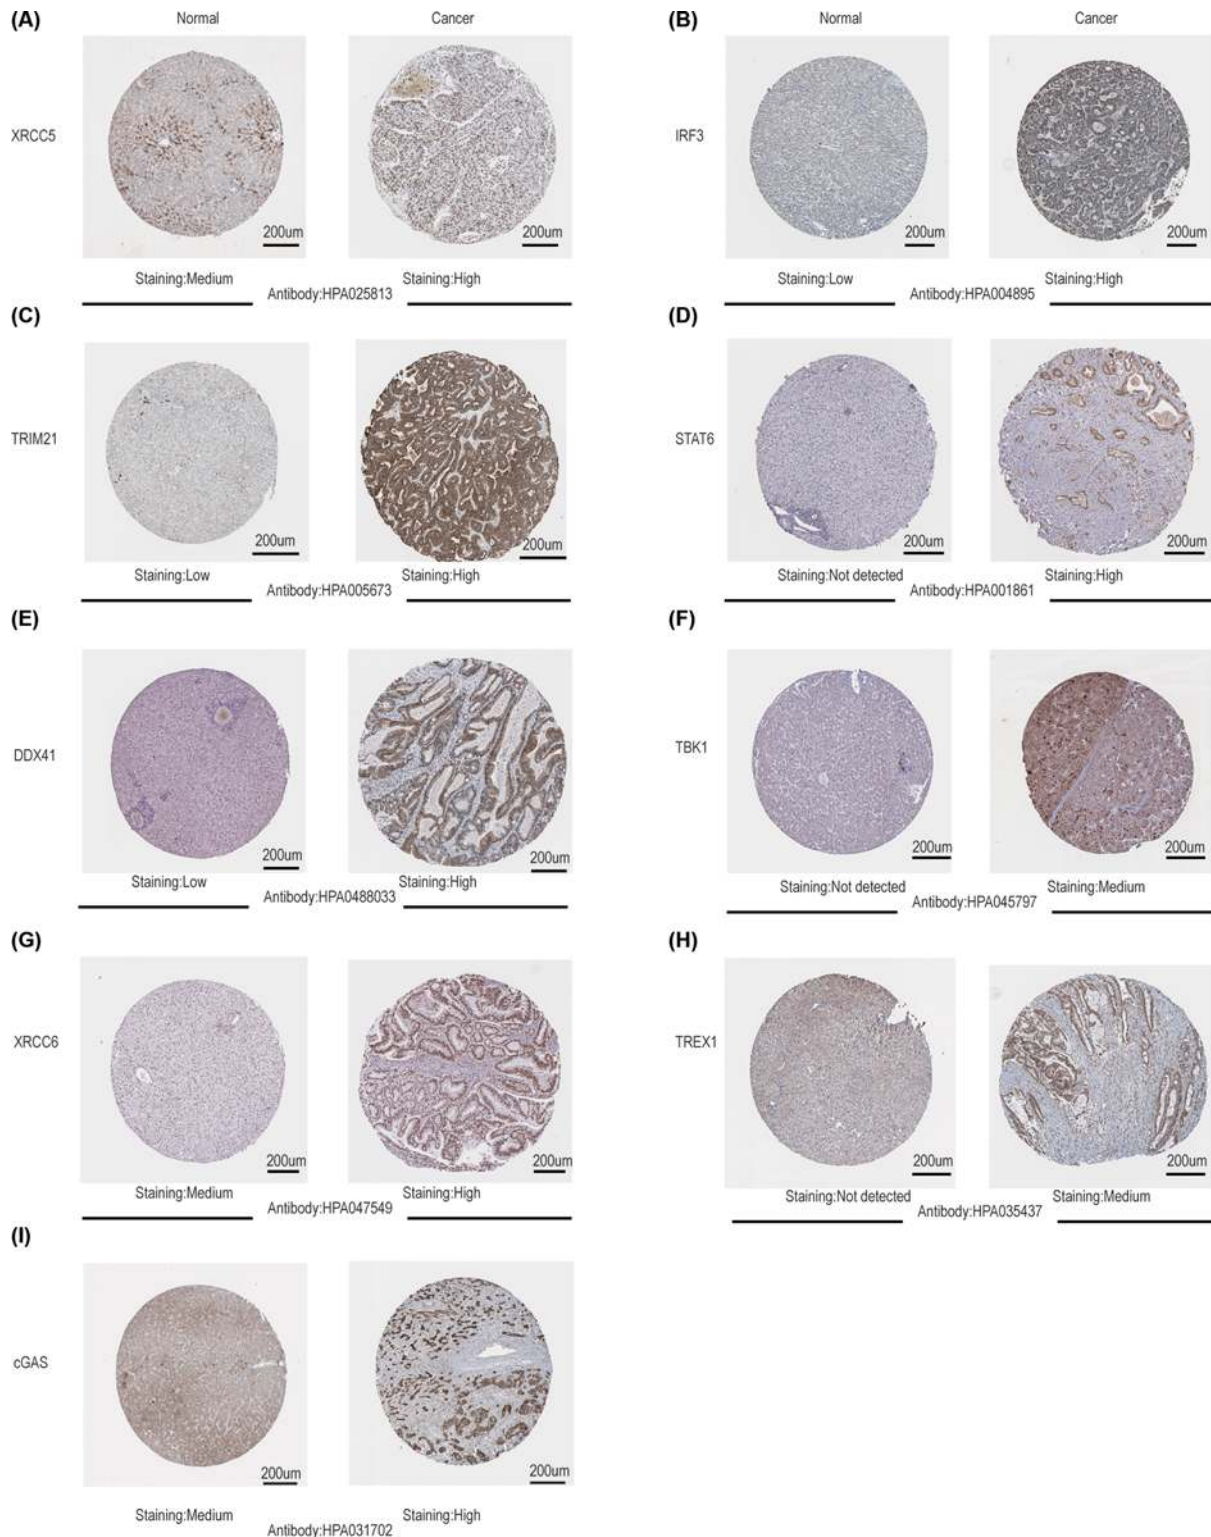 (A)
Normal
Cancer
XRCC5
200um
200um
Staining:Medium
Staining:High
Antibody:HPA025813
(B)
Normal
Cancer
IRF3
200um
200um
Staining:Low
Staining:High
Antibody:HPA004895
(C)
TRIM21
200um
200um
Staining:Low
Staining:High
Antibody:HPA005673
(D)
STAT6
200um
200um
Staining:Not detected
Staining:High
Antibody:HPA001861
(E)
DDX41
200um
200um
Staining:Low
Staining:High
Antibody:HPA0488033
(F)
TBK1
200um
200um
Staining:Not detected
Staining:Medium
Antibody:HPA045797
(G)
XRCC6
200um
200um
Staining:Medium
Staining:High
Antibody:HPA047549
(H)
TREX1
200um
200um
Staining:Not detected
Staining:Medium
Antibody:HPA035437
(I)
cGAS
200um
200um
Staining:Medium
Staining:High
Antibody:HPA031702